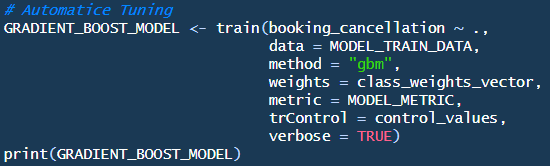 # Automatice Tuning
GRADIENT_BOOST_MODEL <- train(booking_cancellation ~ .,
data = MODEL_TRAIN_DATA,
method = "gbm",
weights = class_weights_vector,
metric = MODEL_METRIC,
trControl = control_values,
verbose = TRUE)
print(GRADIENT_BOOST_MODEL)